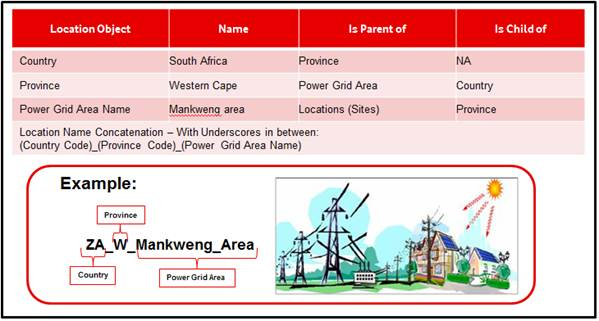 Location Object Name Is Parent of Is Child of
Country South Africa Province NA
Province Western Cape Power Grid Area Country
Power Grid Area Name Mankweng area Locations (Sites) Province
Location Name Concatenation – With Underscores in between:
(Country Code)_(Province Code)_(Power Grid Area Name)
Example:
Province
ZA_W_Mankweng_Area
Country
Power Grid Area